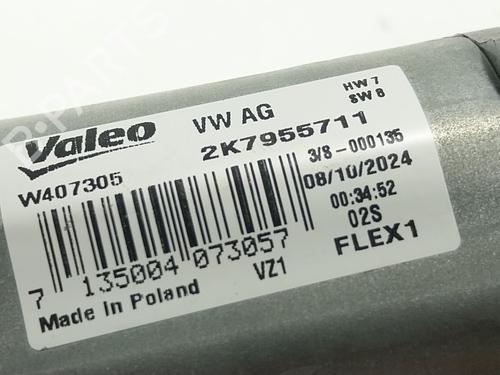 HW 7
SW 8
Valeo
VW AG
2K7955711
W407305
3/8-000135
08/10/2024
00:34:52
02S
7 135004 073057
VZ1
FLEX1
Made In Poland
B-PARTS